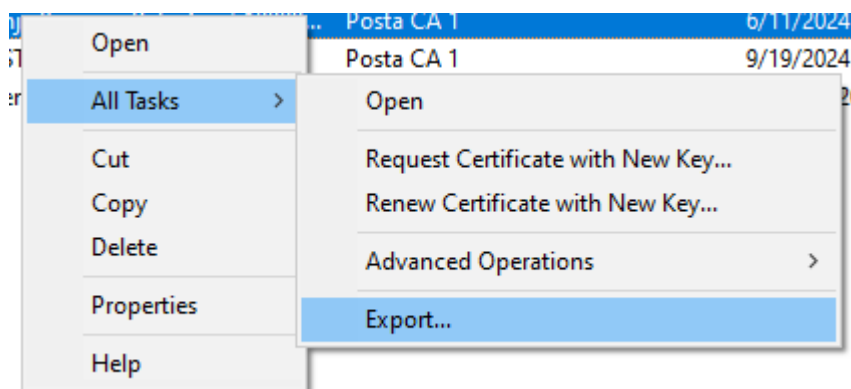 Posta CA 1 6/11/2024
Open
Posta CA 1 9/19/2024
All Tasks >
Open
Cut
Request Certificate with New Key...
Copy
Renew Certificate with New Key...
Delete
Advanced Operations >
Properties
Export...
Help